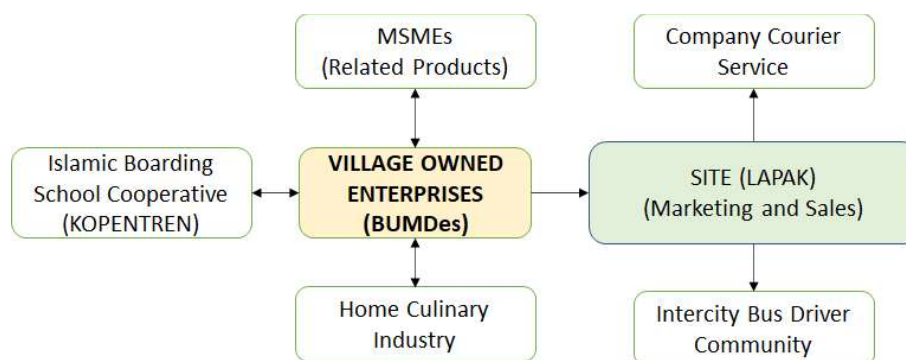 MSMEs
(Related Products)
Company Courier
Service
Islamic Boarding
School Cooperative
(KOPENTREN)
VILLAGE OWNED
ENTERPRISES
(BUMDes)
SITE (LAPAK)
(Marketing and Sales)
Home Culinary
Industry
Intercity Bus Driver
Community